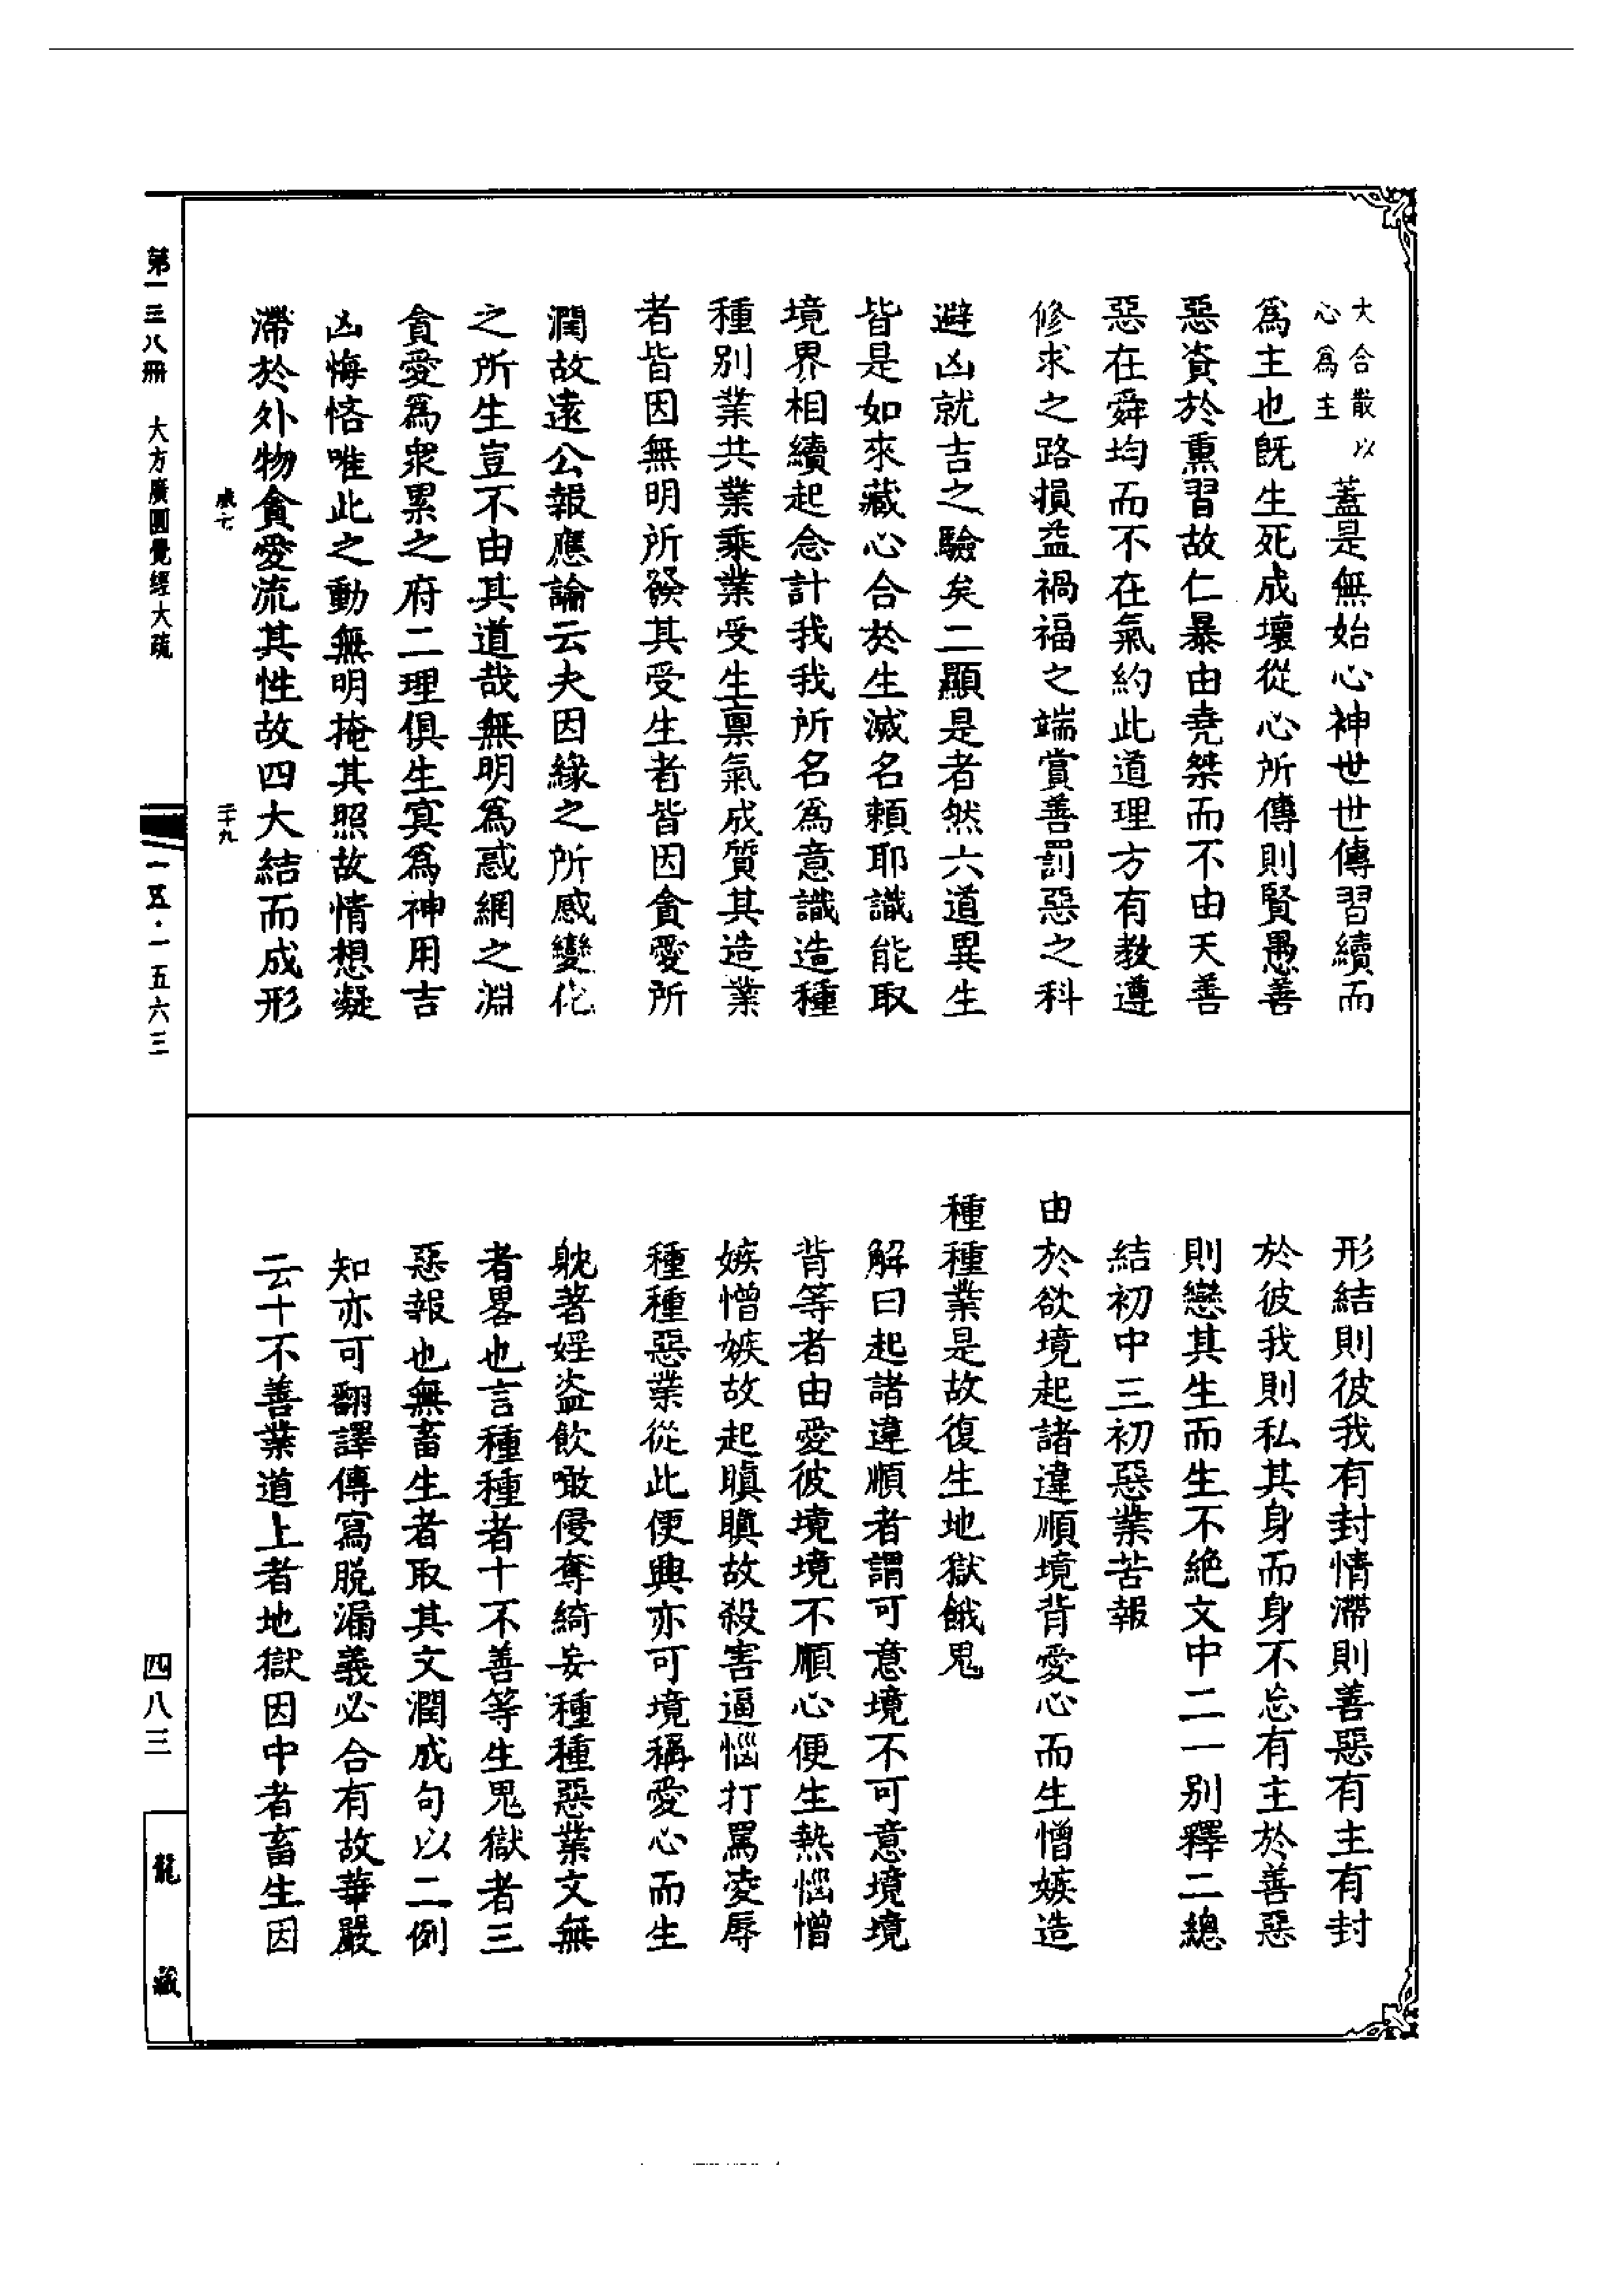 大合散以
心爲主
蓋是無始心神世世傳習續而
爲主也旣生死成壞從心所傳則賢愚善
惡資於熏習故仁暴由堯桀而不由天善
惡在舜均而不在氣約此道理方有教遵
修求之路損益禍福之端賞善罰惡之科
避凶就吉之驗矣二顯是者然六道異生
皆是如來藏心合於生滅名賴耶識能取
境界相續起念計我我所名爲意識造種
種別業共業乘業受生稟氣成質其造業
者皆因無明所發其受生者皆因貪愛所
潤故遠公報應論云夫因緣之所感變化
之所生豈不由其道哉無明爲惑網之淵
貪愛爲衆累之府二理俱生㝠爲神用吉
凶悔悋唯此之動無明掩其照故情想凝
滯於外物貪愛流其性故四大結而成形
咸七
二十九
形結則彼我有封情滯則善惡有主有封
於彼我則私其身而身不忘有主於善惡
則戀其生而生不絶文中二一別釋二總
結初中三初惡業苦報
由於欲境起諸違順境背愛心而生憎嫉造
種種業是故復生地獄餓鬼
解曰起諸違順者謂可意境不可意境境
背等者由愛彼境境不順心便生熱惱憎
嫉憎嫉故起瞋瞋故殺害逼惱打罵凌辱
種種惡業從此便興亦可境稱愛心而生
躭著婬盜飲噉侵奪綺妄種種惡業文無
者畧也言種種者十不善等生鬼獄者三
惡報也無畜生者取其文潤成句以二例
知亦可翻譯傳寫脱漏義必合有故華嚴
云十不善業道上者地獄因中者畜生因
第一三八冊　大方廣圓覺經大疏
一五·一五六三
四八三
龍藏